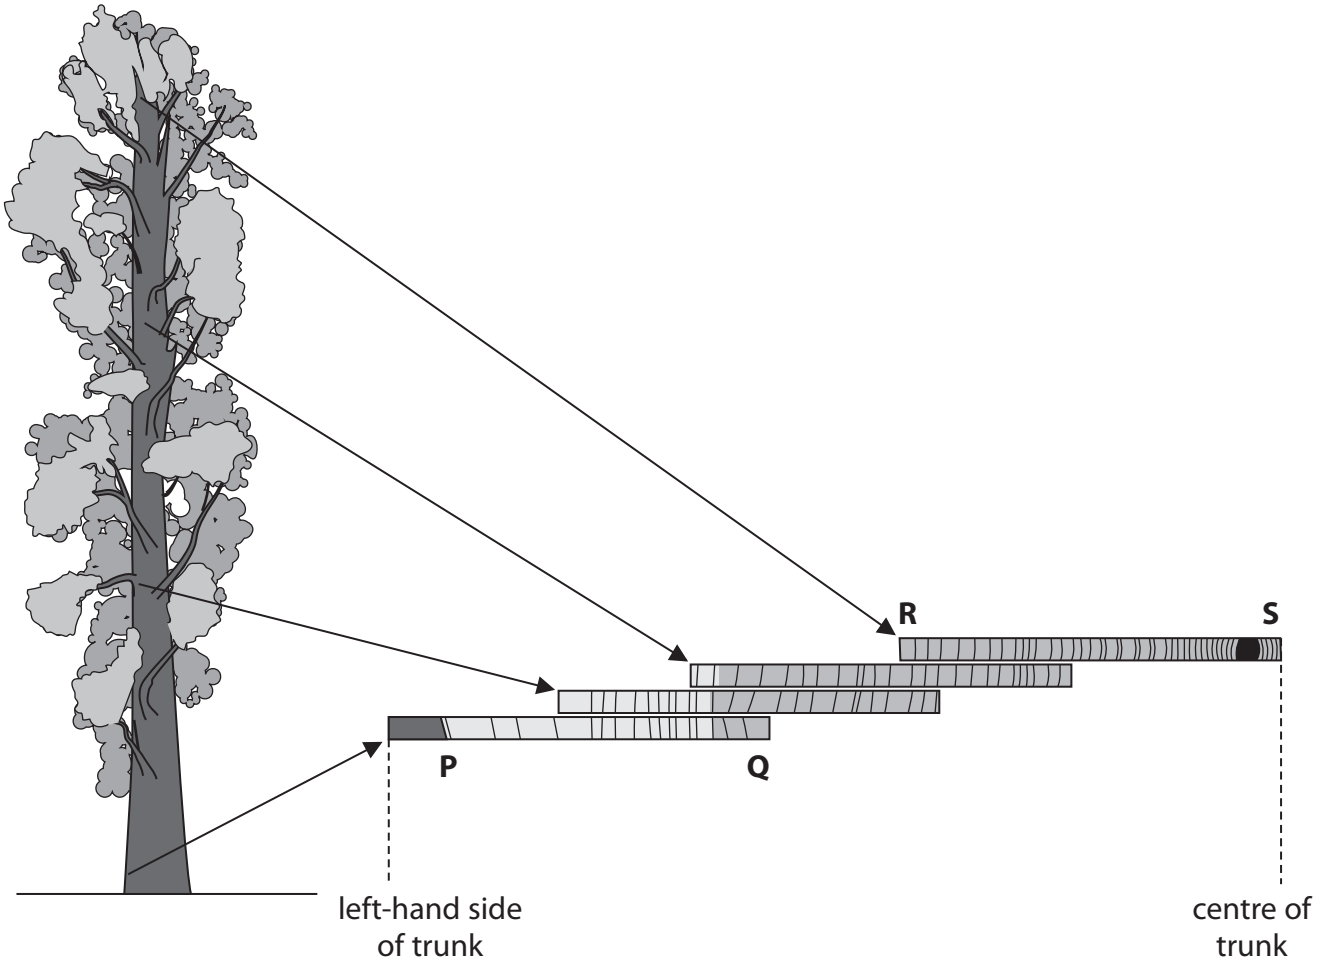 R
S
P
Q
left-hand side
of trunk
centre of
trunk